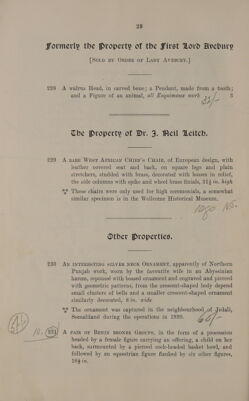 28
Formerly the Property of the First Lord Avebury
[Sold by Order of Lady Avebury.]
228 A walrus Head, in carved bone; a Pendant, made from a tooth;
and a Figure of an animal, all Esquimaux work 3
The Property of Dr. J. Neil Leitch.
229 A rare West African Chief's Chair, of European design, with
leather covered seat and back, on square legs and plain
stretchers, studded with brass, decorated with bosses in relief,
the side columns with spike and wheel brass finials, 31½ in. high
*** These chairs were only used for high ceremonials, a somewhat
similar specimen is in the Wellcome Historical Museum.
Other Properties.
230 An interesting silver neck ornament, apparently of Northern
Punjab work, worn by the favourite wife in an Abyssinian
harem, repoussé with bossed ornament and engraved and pierced
with geometric patterns, from the crescent-shaped body depend
small clusters of bells and a smaller crescent-shaped ornament
similarly decorated, 8 in. wide
*** The ornament was captured in the neighbourhood of
Somaliland during the operations in 1920.
231 A pair of Benin bronze Groups, in the form of a procession
headed by a female figure carrying an offering, a child on her
back, surmounted by a pierced cock-headed basket bowl, and
followed by an equestrian figure flanked by six other figures,